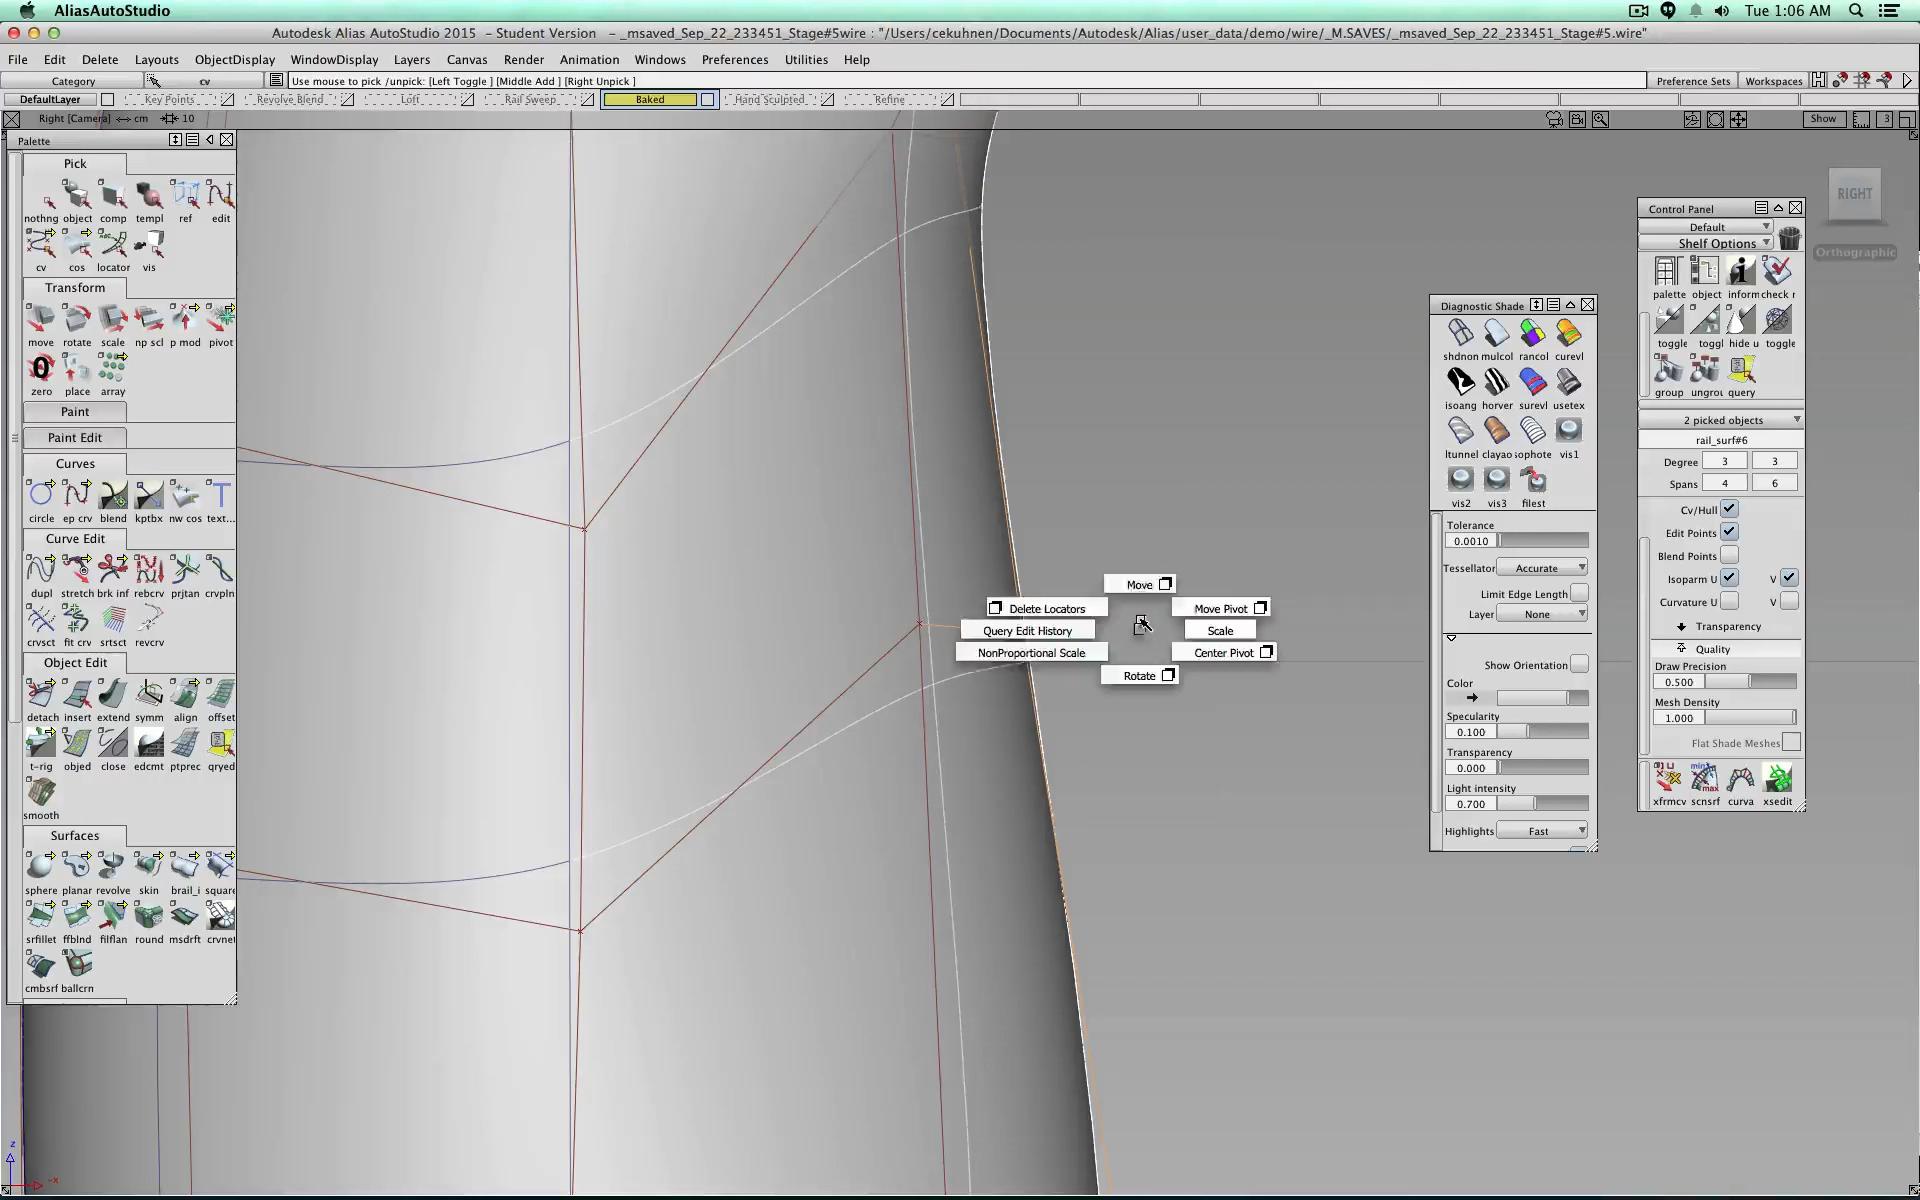 AliasAutoStudio
Tue 1:06 AM
Autodesk Alias AutoStudio 2015 - Student Version - _msaved_Sep_22_233451_Stage#5wire : "/Users/cekuhnen/Documents/Autodesk/Alias/user_data/demo/wire/_M.SAVES/_msaved_Sep_22_233451_Stage#5.wire"
File Edit Delete Layouts ObjectDisplay WindowDisplay Layers Canvas Render Animation Windows Preferences Utilities Help
Category cv Use mouse to pick /unpick: [Left Toggle ] [Middle Add ] [Right Unpick ] Preference Sets Workspaces
DefaultLayer Key Points Revolve Blend Loft Rail Sweep Baked Hand Sculpted Refine
Right [Camera] cm 10 Show 3
Palette
Pick
nothng object comp templ ref edit
cv cos locator vis
Transform
move rotate scale np scl p mod pivot
zero place array
Paint
Paint Edit
Curves
circle ep crv blend kptbx nw cos text...
Curve Edit
dupl stretch brk inf rebcrv prjtan crvpln
crvsct fit crv srtsct revcrv
Object Edit
detach insert extend symm align offset
t-rig objed close edcmt ptprec qryed
smooth
Surfaces
sphere planar revolve skin brail_i square
srfillet ffblnd filflan round msdrft crvnet
cmbsrf ballcrn
Move
Delete Locators Move Pivot
Query Edit History Scale
NonProportional Scale Center Pivot
Rotate
Diagnostic Shade
shdnon mulcol rancol curevl
isoang horver surevl usetex
ltunnel clayao isophote vis1
vis2 vis3 filest
Tolerance
0.0010
Tessellator Accurate
Limit Edge Length
Layer None
Show Orientation
Color
Specularity
0.100
Transparency
0.000
Light intensity
0.700
Highlights Fast
Control Panel
Default
Shelf Options
palette object inform check r
toggle toggl hide u toggle
group ungrou query
2 picked objects
rail_surf#6
Degree 3 3
Spans 4 6
Cv/Hull
Edit Points
Blend Points
Isoparm U V
Curvature U V
Transparency
Quality
Draw Precision
0.500
Mesh Density
1.000
Flat Shade Meshes
xfrmcv scnsrf curva xsedit
RIGHT
Orthographic
z
-x